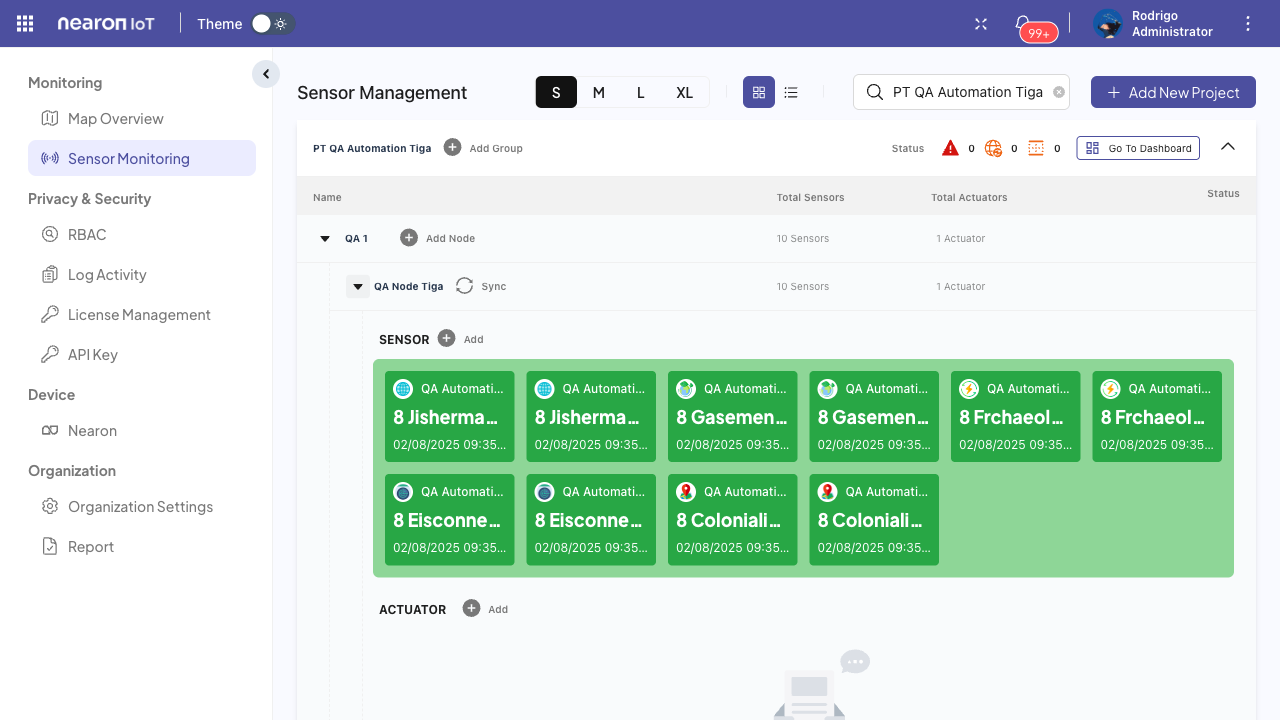 nearon IoT
Theme
99+
Rodrigo
Administrator
Monitoring
Map Overview
Sensor Monitoring
Privacy & Security
RBAC
Log Activity
License Management
API Key
Device
Nearon
Organization
Organization Settings
Report
Sensor Management
S M L XL
PT QA Automation Tiga
Add New Project
PT QA Automation Tiga Add Group Status 0 0 0 Go To Dashboard
Name Total Sensors Total Actuators Status
QA 1 Add Node 10 Sensors 1 Actuator
QA Node Tiga Sync 10 Sensors 1 Actuator
SENSOR Add
QA Automati... QA Automati... QA Automati... QA Automati... QA Automati... QA Automati...
8 Jisherma... 8 Jisherma... 8 Gasemen... 8 Gasemen... 8 Frchaeol... 8 Frchaeol...
02/08/2025 09:35... 02/08/2025 09:35... 02/08/2025 09:35... 02/08/2025 09:35... 02/08/2025 09:35... 02/08/2025 09:35...
QA Automati... QA Automati... QA Automati... QA Automati...
8 Eisconne... 8 Eisconne... 8 Coloniali... 8 Coloniali...
02/08/2025 09:35... 02/08/2025 09:35... 02/08/2025 09:35... 02/08/2025 09:35...
ACTUATOR Add